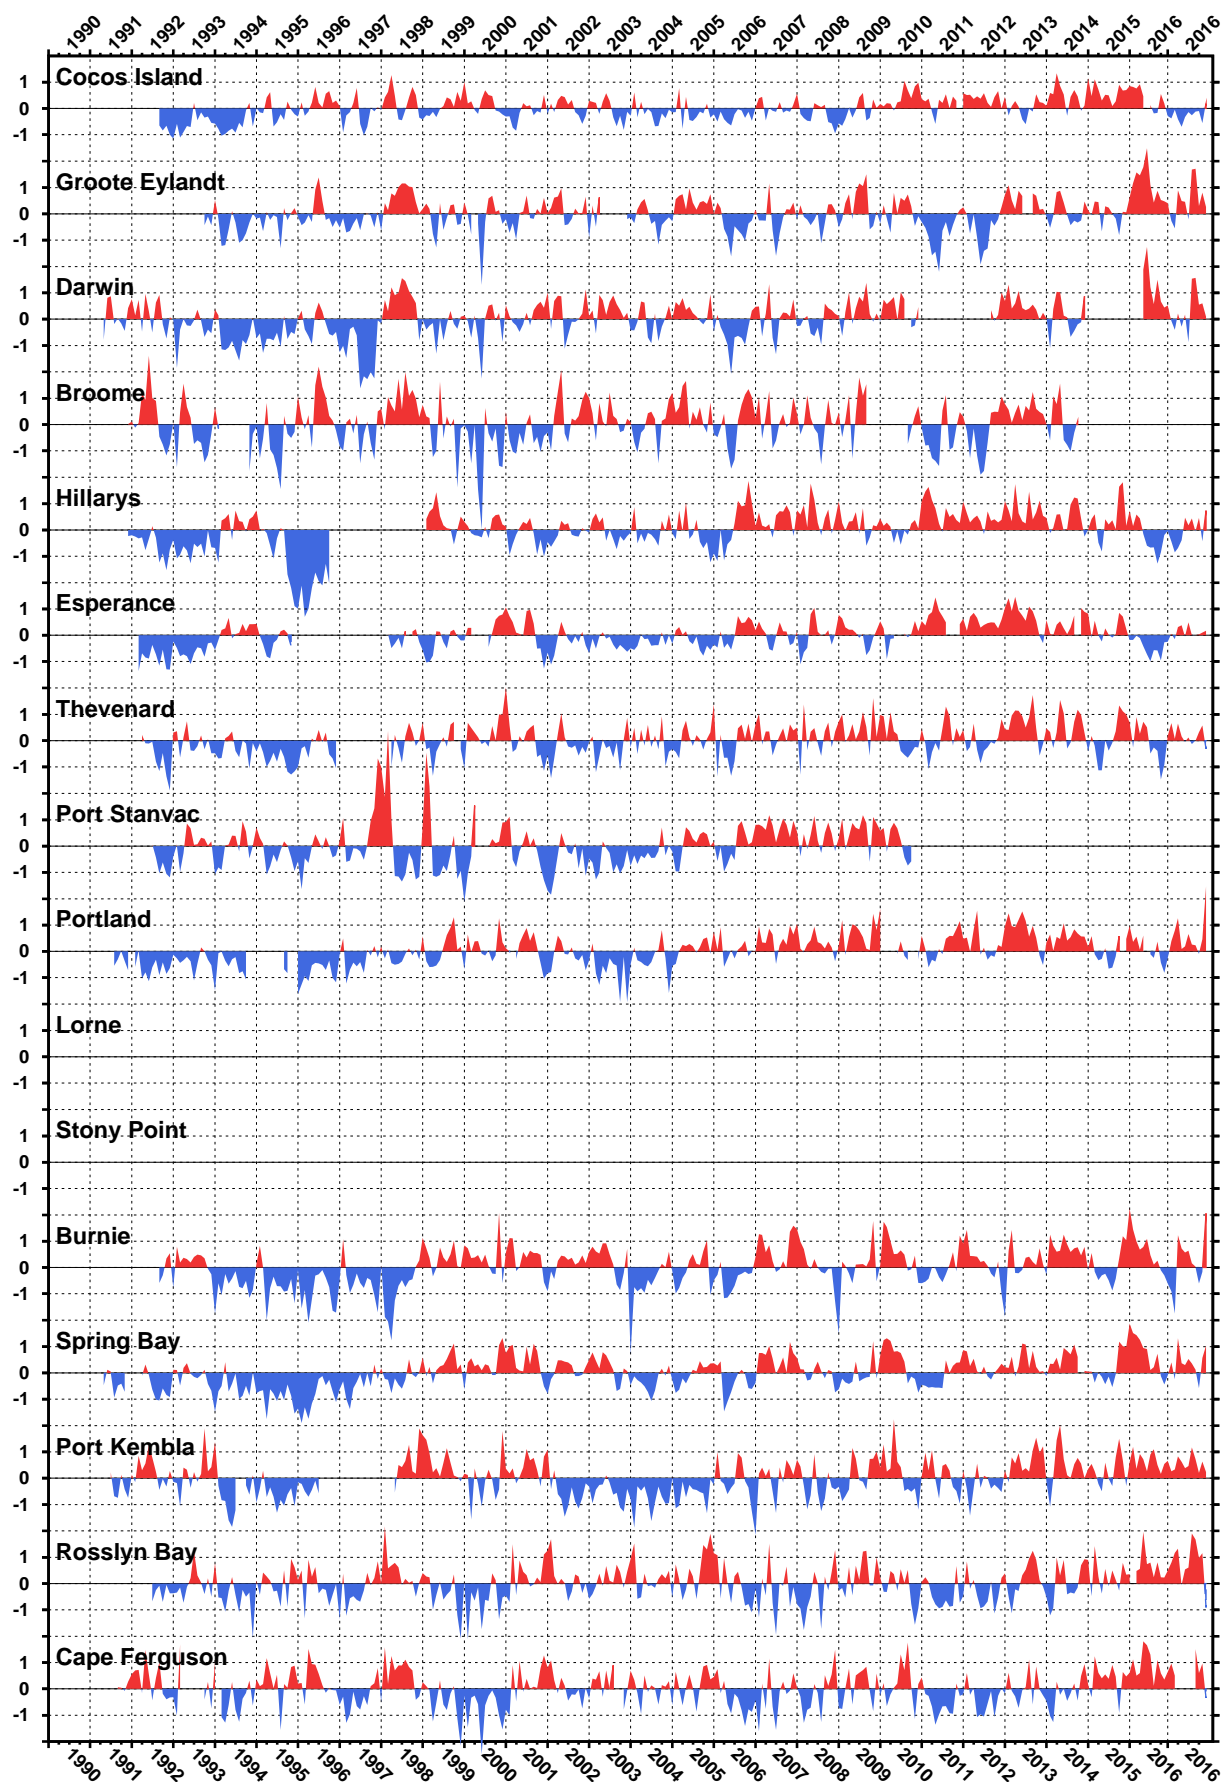 1990 1991 1992 1993 1994 1995 1996 1997 1998 1999 2000 2001 2002 2003 2004 2005 2006 2007 2008 2009 2010 2011 2012 2013 2014 2015 2016 2016
Cocos Island
1
0
-1
Groote Eylandt
1
0
-1
Darwin
1
0
-1
Broome
1
0
-1
Hillarys
1
0
-1
Esperance
1
0
-1
Thevenard
1
0
-1
Port Stanvac
1
0
-1
Portland
1
0
-1
Lorne
1
0
-1
Stony Point
1
0
-1
Burnie
1
0
-1
Spring Bay
1
0
-1
Port Kembla
1
0
-1
Rosslyn Bay
1
0
-1
Cape Ferguson
1
0
-1
1990 1991 1992 1993 1994 1995 1996 1997 1998 1999 2000 2001 2002 2003 2004 2005 2006 2007 2008 2009 2010 2011 2012 2013 2014 2015 2016 2016